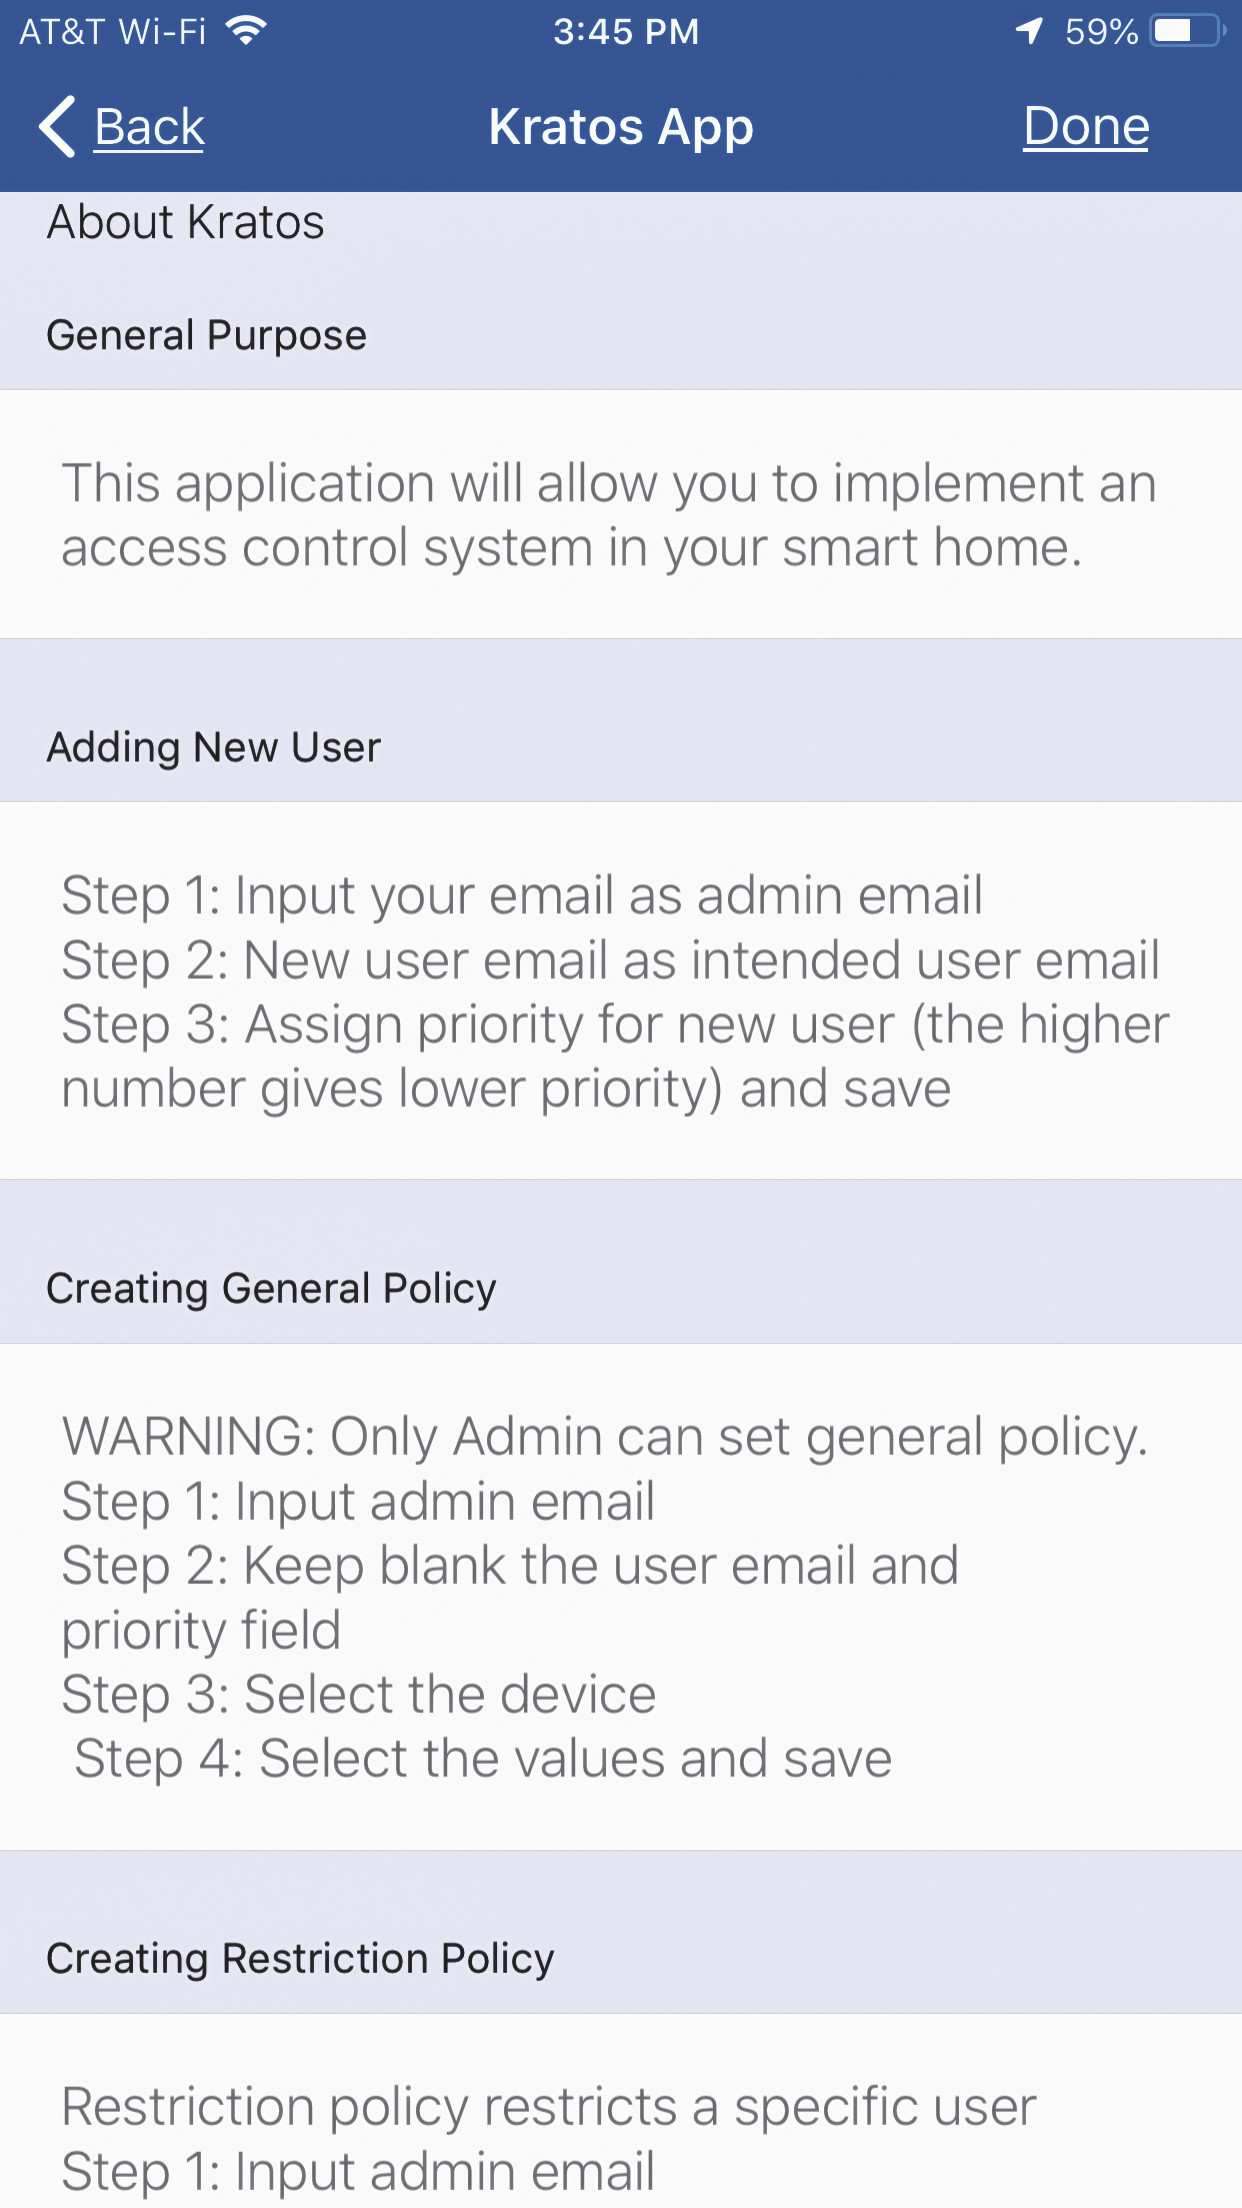 AT&T Wi-Fi 3:45 PM 59%
Back Kratos App Done
About Kratos
General Purpose
This application will allow you to implement an
access control system in your smart home.
Adding New User
Step 1: Input your email as admin email
Step 2: New user email as intended user email
Step 3: Assign priority for new user (the higher
number gives lower priority) and save
Creating General Policy
WARNING: Only Admin can set general policy.
Step 1: Input admin email
Step 2: Keep blank the user email and
priority field
Step 3: Select the device
Step 4: Select the values and save
Creating Restriction Policy
Restriction policy restricts a specific user
Step 1: Input admin email